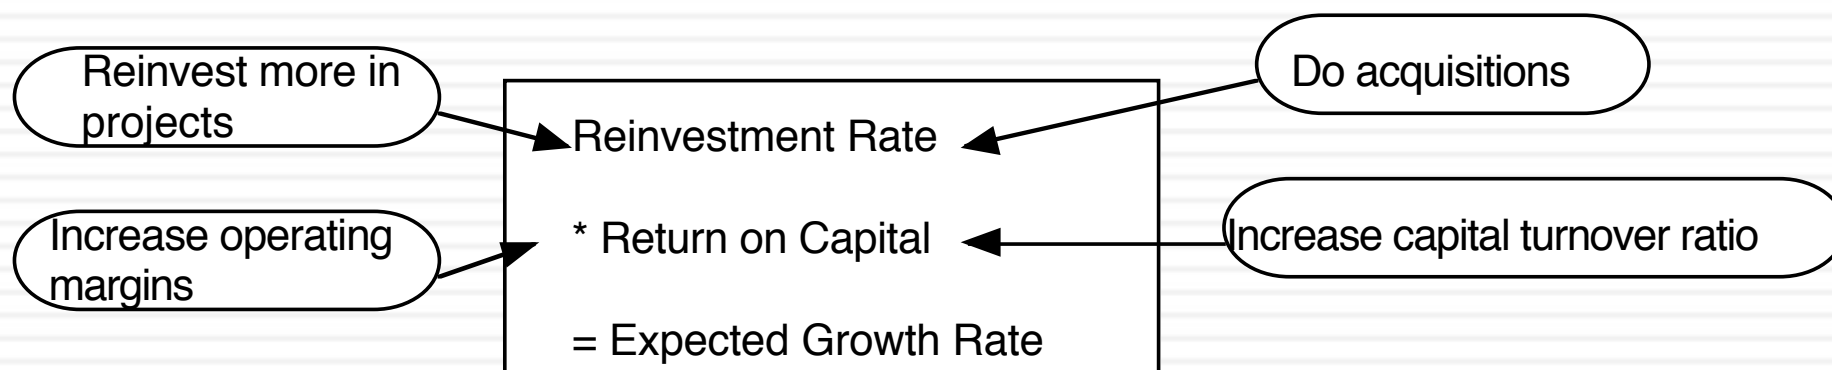 Reinvest more in
projects
Do acquisitions
Reinvestment Rate
Increase operating
margins
* Return on Capital
Increase capital turnover ratio
= Expected Growth Rate